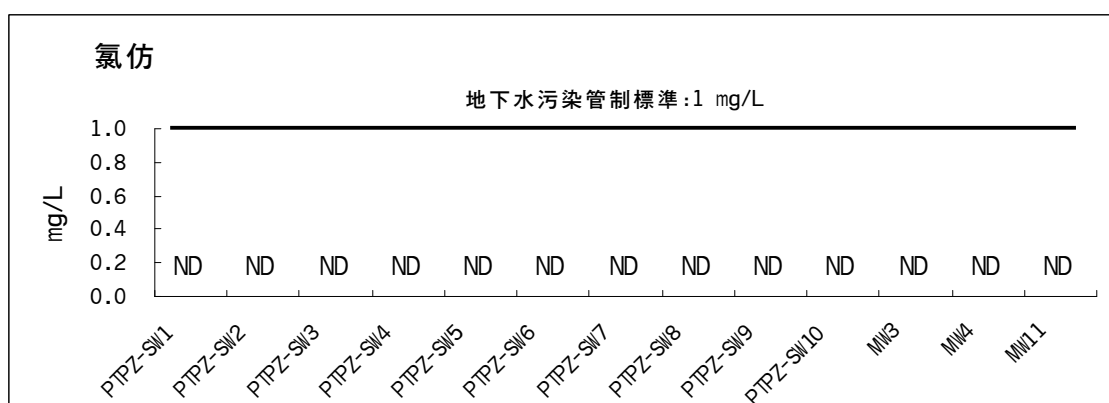 氯仿
地下水污染管制標準:1 mg/L
mg/L
1.0
0.8
0.6
0.4
0.2
0.0
ND ND ND ND ND ND ND ND ND ND ND ND ND
PTPZ-SW1 PTPZ-SW2 PTPZ-SW3 PTPZ-SW4 PTPZ-SW5 PTPZ-SW6 PTPZ-SW7 PTPZ-SW8 PTPZ-SW9 PTPZ-SW10 MW3 MW4 MW11